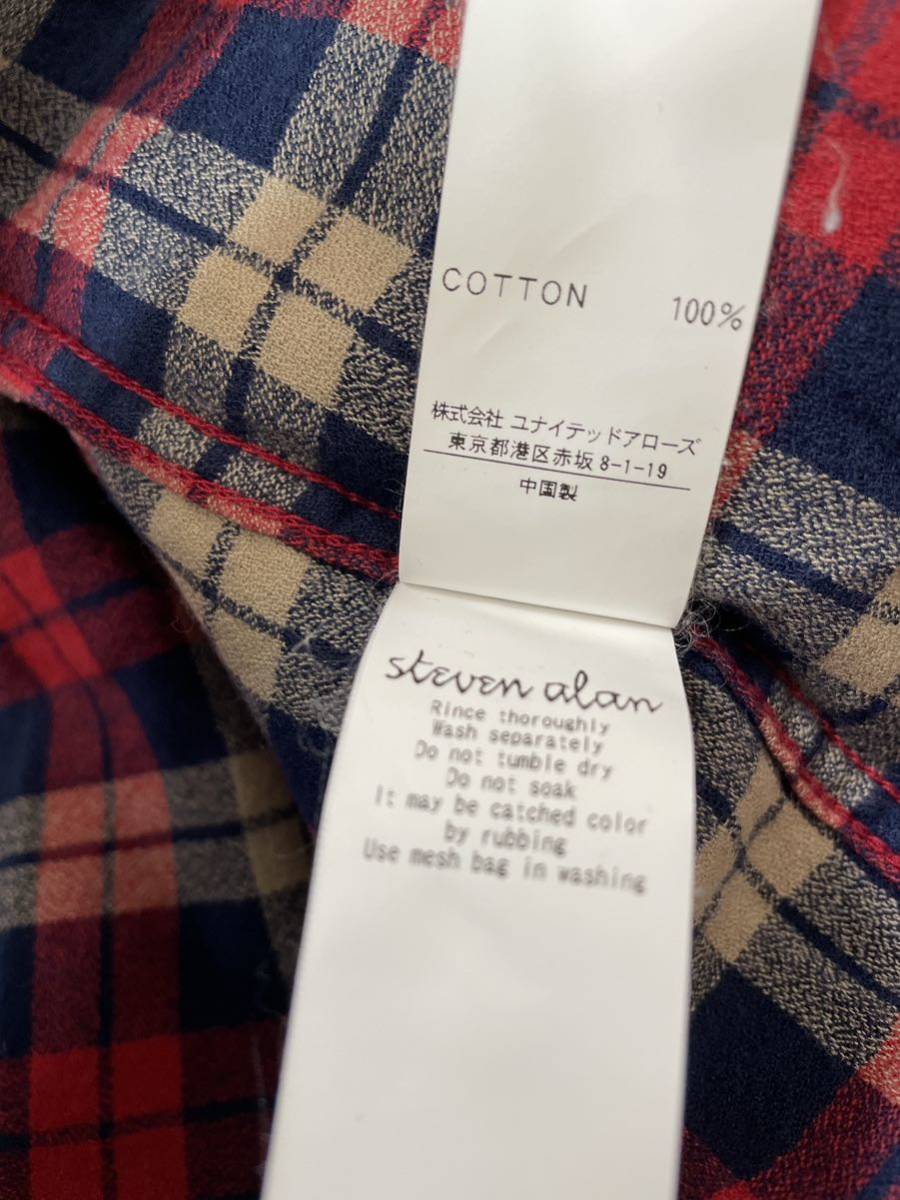 COTTON 100%
株式会社 ユナイテッドアローズ
東京都港区赤坂 8-1-19
中国製
steven alan
Rince thoroughly
Wash separately
Do not tumble dry
Do not soak
It may be catched color
by rubbing
Use mesh bag in washing